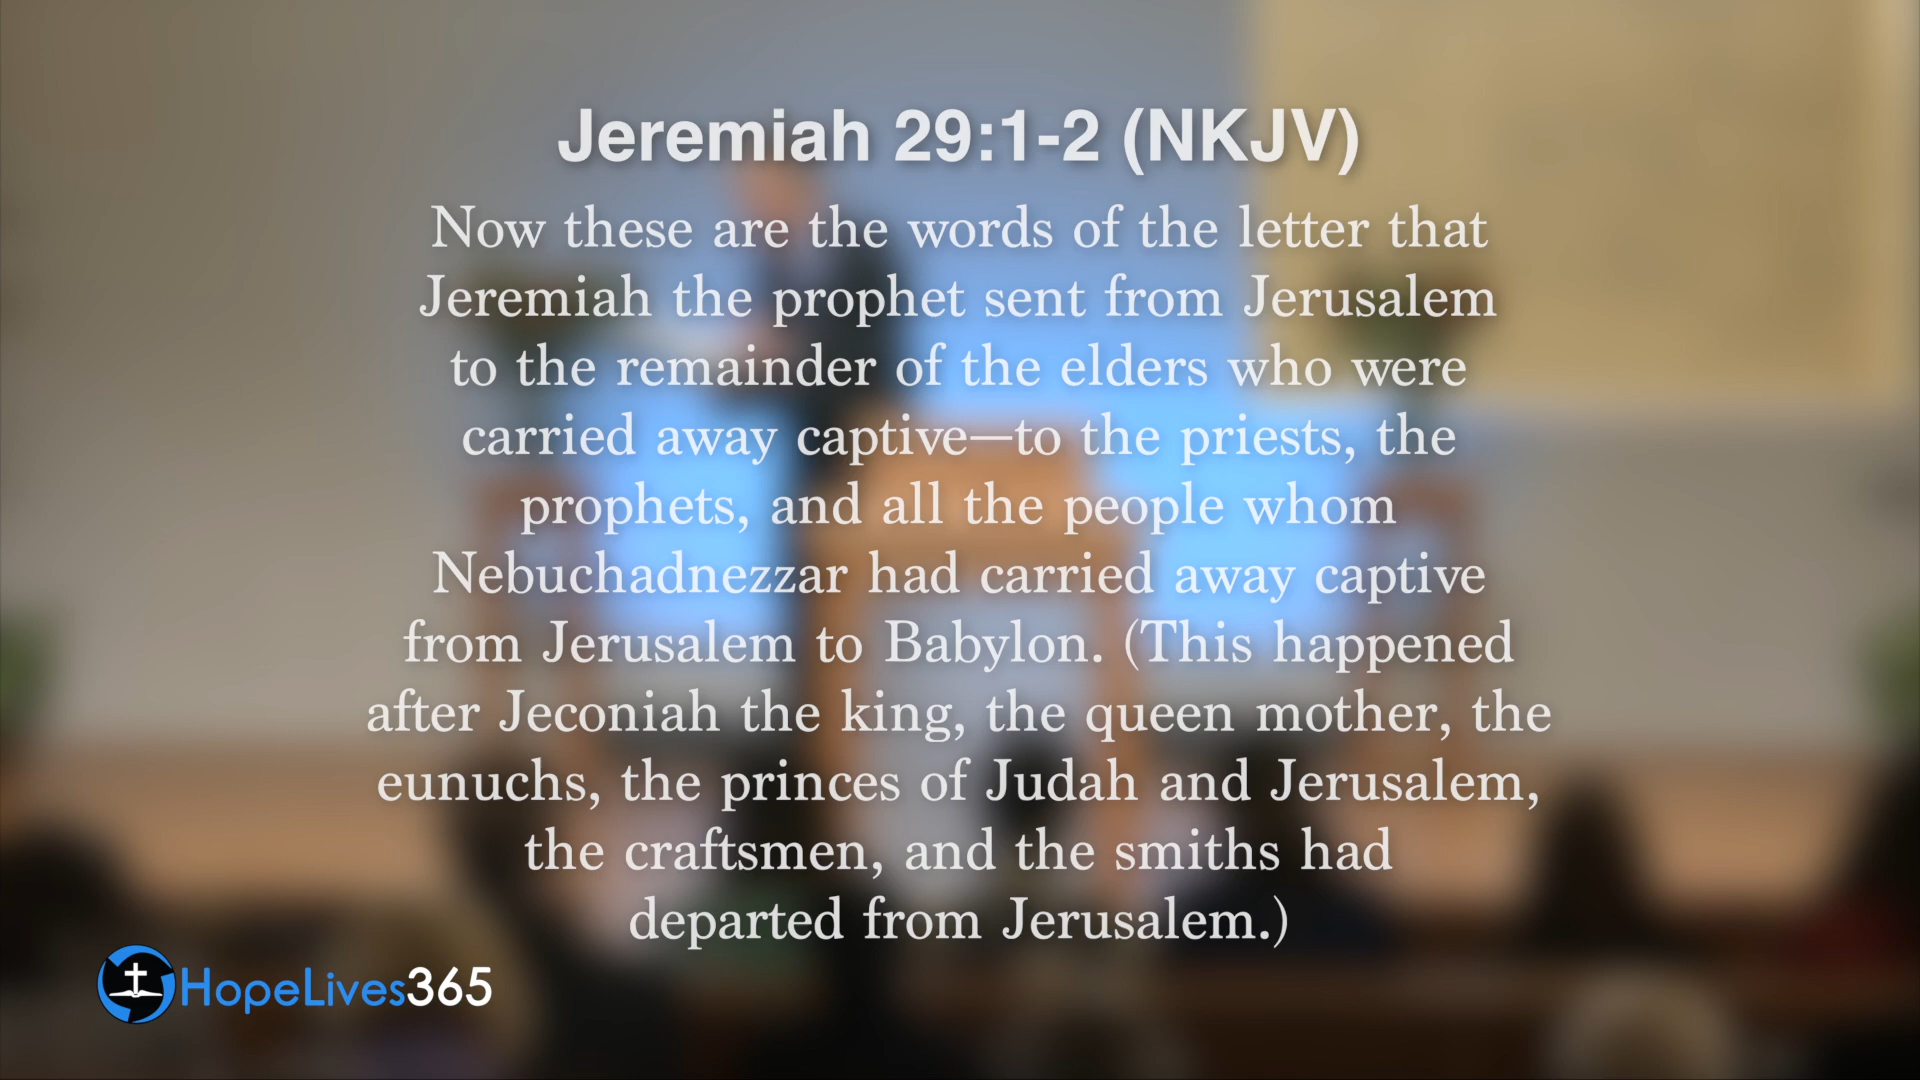 Jeremiah 29:1-2 (NKJV)
Now these are the words of the letter that
Jeremiah the prophet sent from Jerusalem
to the remainder of the elders who were
carried away captive—to the priests, the
prophets, and all the people whom
Nebuchadnezzar had carried away captive
from Jerusalem to Babylon. (This happened
after Jeconiah the king, the queen mother, the
eunuchs, the princes of Judah and Jerusalem,
the craftsmen, and the smiths had
departed from Jerusalem.)
HopeLives365